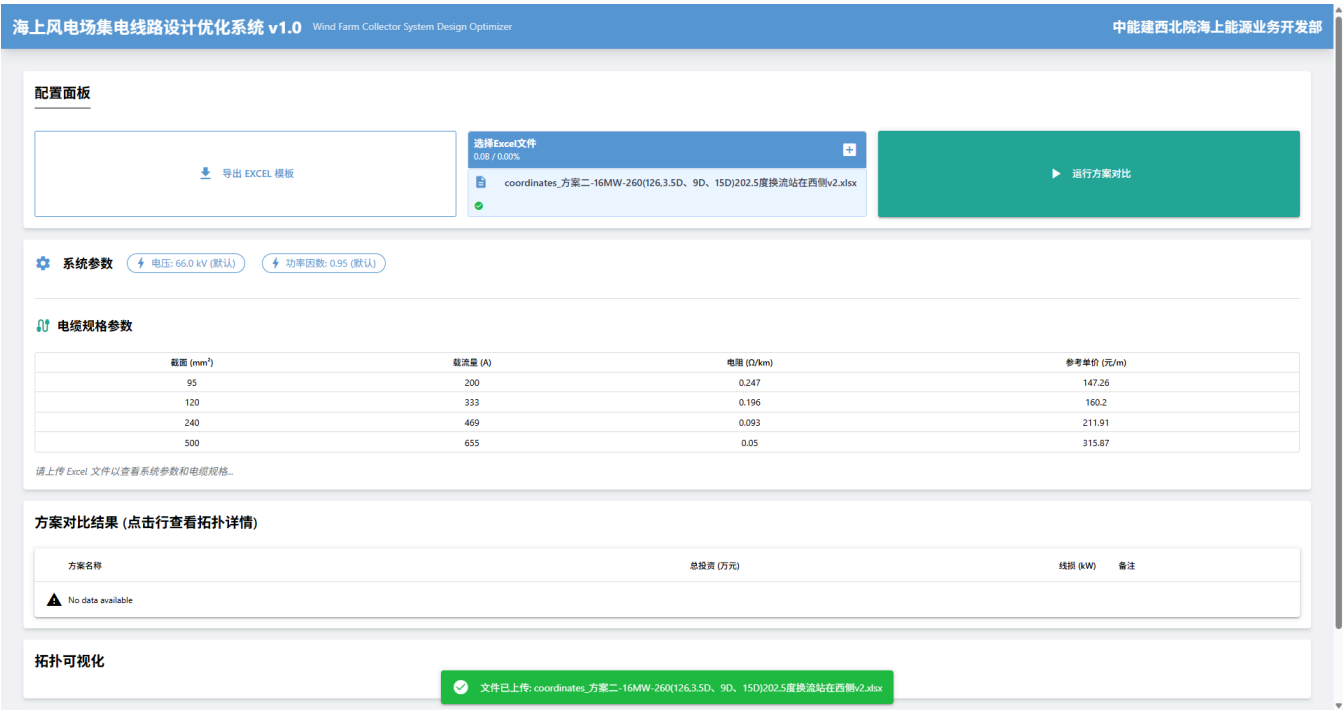 海上风电场集电线路设计优化系统 v1.0 Wind Farm Collector System Design Optimizer 中能建西北院海上能源业务开发部
配置面板
导出 EXCEL 模板
选择Excel文件
0.08 / 0.00%
coordinates_方案二-16MW-260(126,3.5D、9D、15D)202.5度换流站在西侧v2.xlsx
运行方案对比
系统参数 电压: 66.0 kV (默认) 功率因数: 0.95 (默认)
电缆规格参数
截面 (mm²) 载流量 (A) 电阻 (Ω/km) 参考单价 (元/m)
95 200 0.247 147.26
120 333 0.196 160.2
240 469 0.093 211.91
500 655 0.05 315.87
请上传 Excel 文件以查看系统参数和电缆规格...
方案对比结果 (点击行查看拓扑详情)
方案名称 总投资 (万元) 线损 (kW) 备注
No data available
拓扑可视化
文件已上传: coordinates_方案二-16MW-260(126,3.5D、9D、15D)202.5度换流站在西侧v2.xlsx